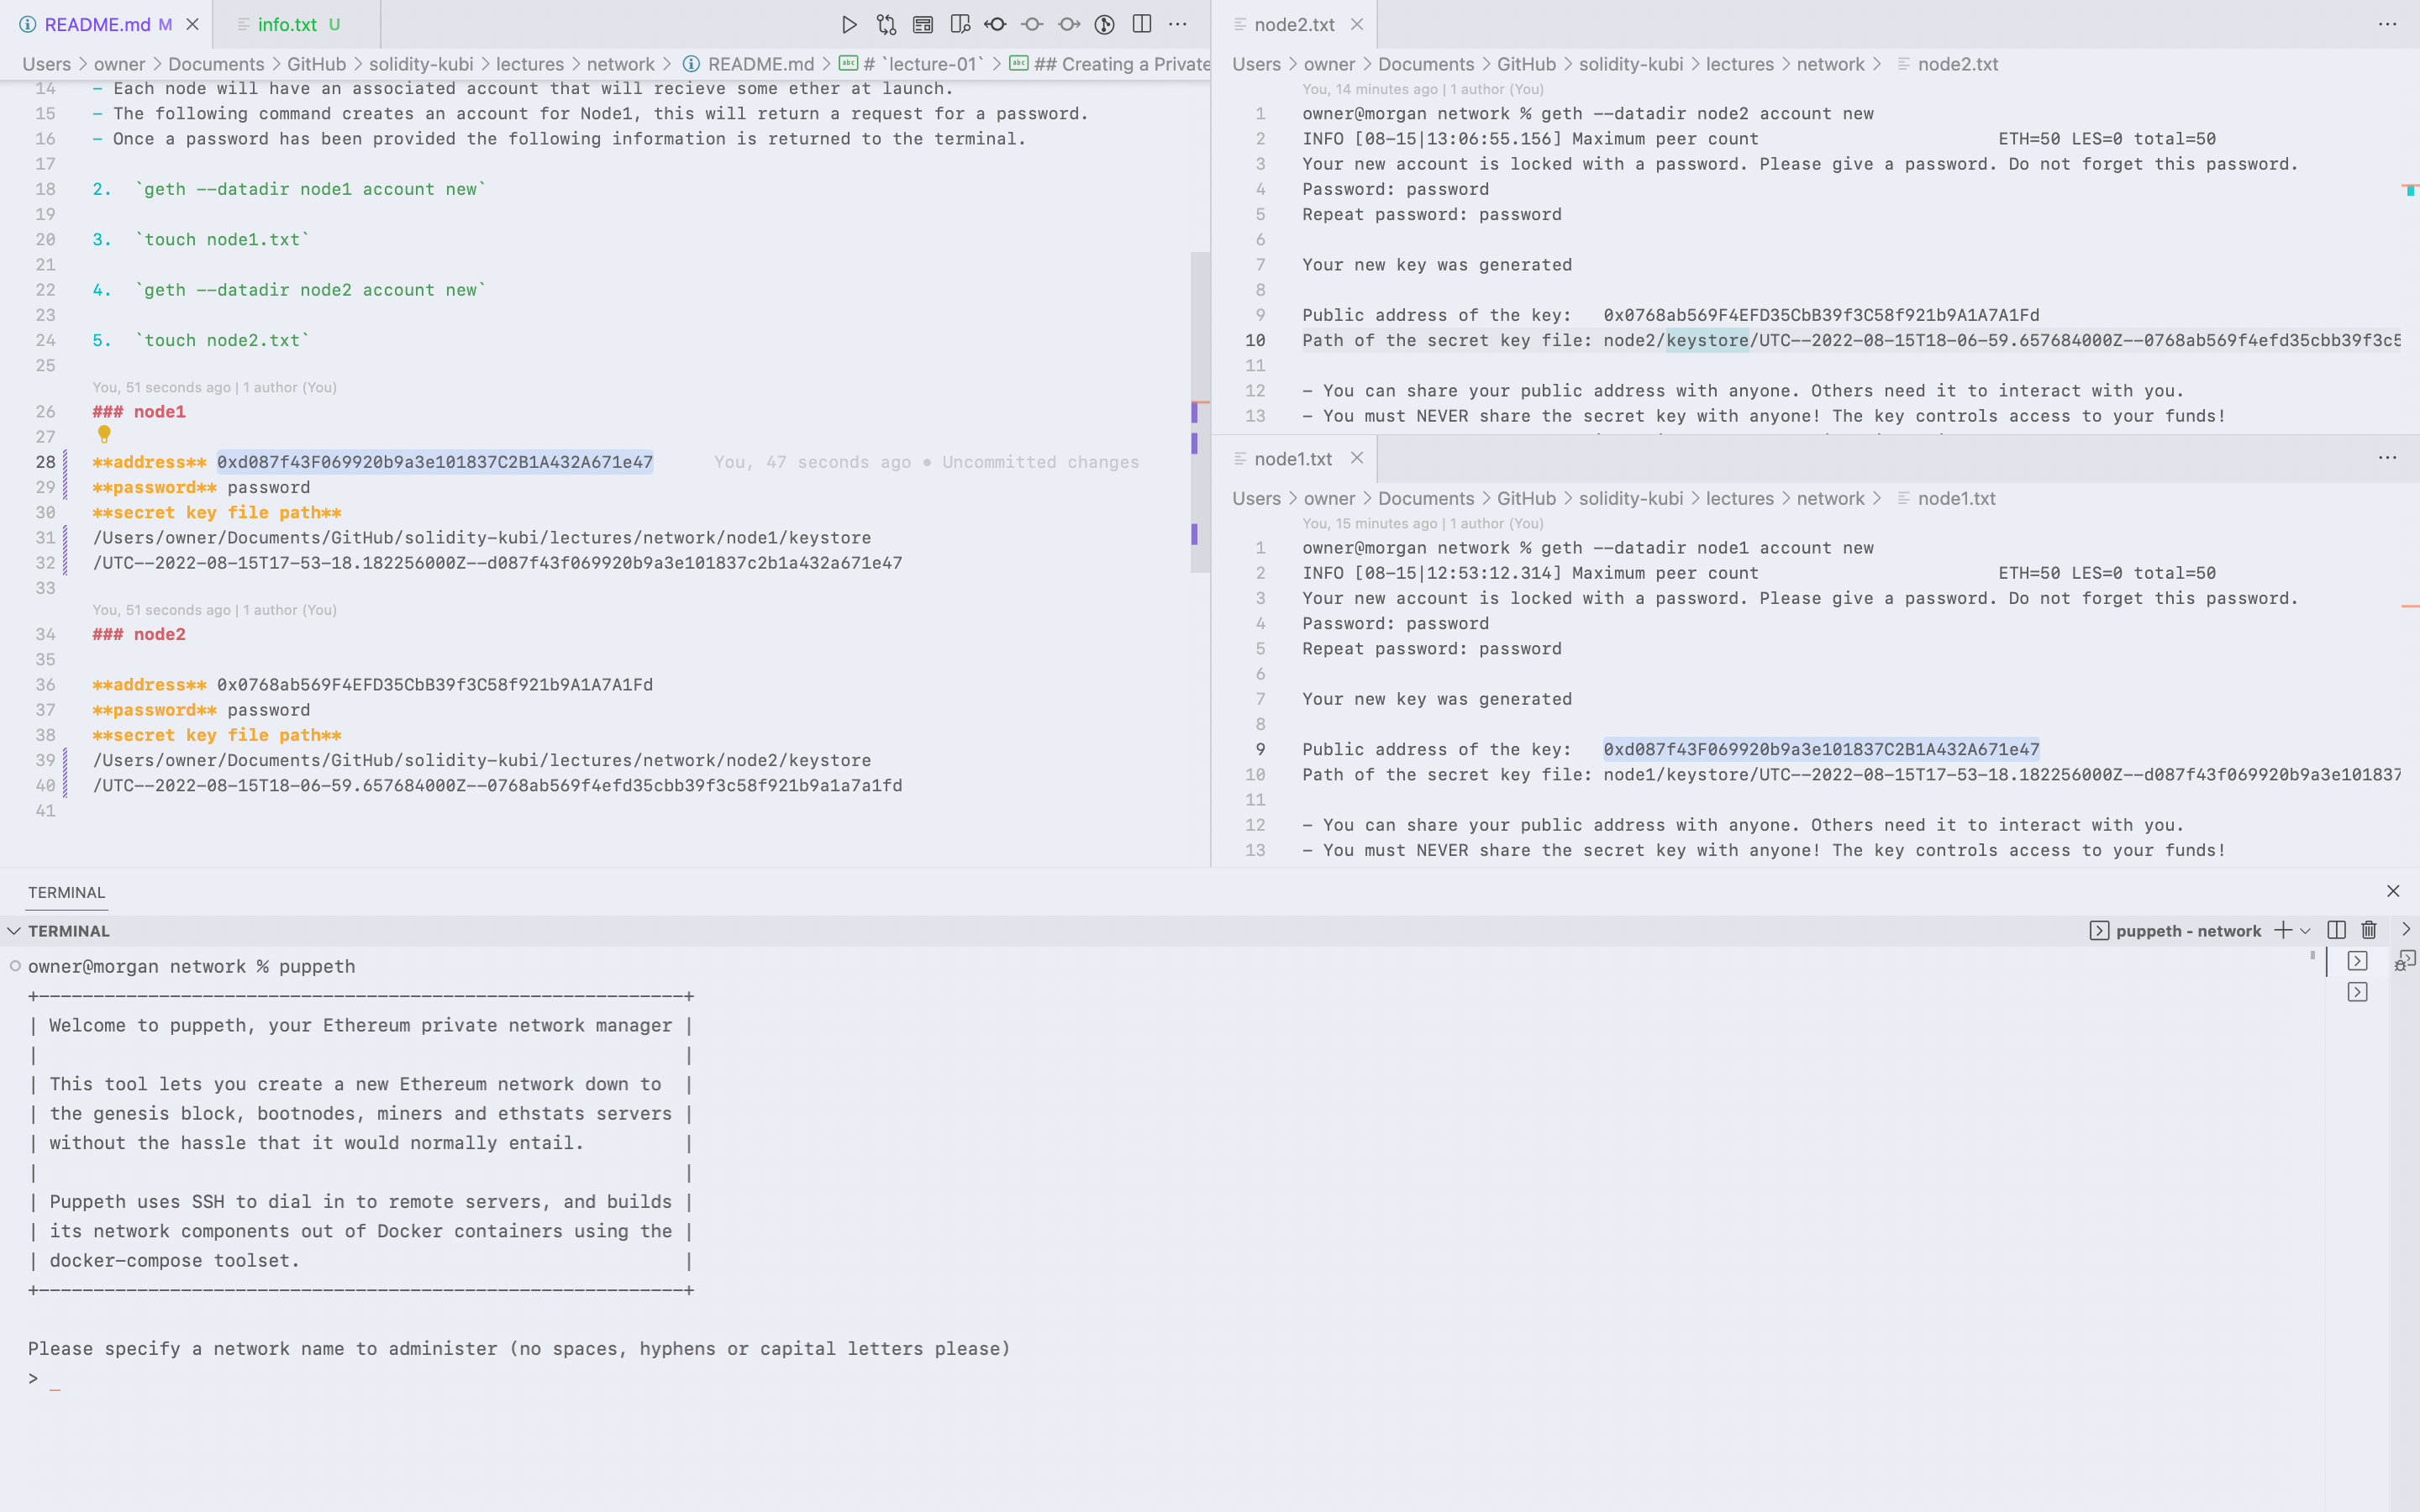 README.md M
info.txt U
Users > owner > Documents > GitHub > solidity-kubi > lectures > network > README.md > # `lecture-01` > ## Creating a Private
14 - Each node will have an associated account that will recieve some ether at launch.
15 - The following command creates an account for Node1, this will return a request for a password.
16 - Once a password has been provided the following information is returned to the terminal.
17
18 2. `geth --datadir node1 account new`
19
20 3. `touch node1.txt`
21
22 4. `geth --datadir node2 account new`
23
24 5. `touch node2.txt`
25
You, 51 seconds ago | 1 author (You)
26 ### node1
27
28 **address** 0xd087f43F069920b9a3e101837C2B1A432A671e47 You, 47 seconds ago • Uncommitted changes
29 **password** password
30 **secret key file path**
31 /Users/owner/Documents/GitHub/solidity-kubi/lectures/network/node1/keystore
32 /UTC--2022-08-15T17-53-18.182256000Z--d087f43f069920b9a3e101837c2b1a432a671e47
33
You, 51 seconds ago | 1 author (You)
34 ### node2
35
36 **address** 0x0768ab569F4EFD35CbB39f3C58f921b9A1A7A1Fd
37 **password** password
38 **secret key file path**
39 /Users/owner/Documents/GitHub/solidity-kubi/lectures/network/node2/keystore
40 /UTC--2022-08-15T18-06-59.657684000Z--0768ab569f4efd35cbb39f3c58f921b9a1a7a1fd
41
node2.txt
Users > owner > Documents > GitHub > solidity-kubi > lectures > network > node2.txt
You, 14 minutes ago | 1 author (You)
1 owner@morgan network % geth --datadir node2 account new
2 INFO [08-15|13:06:55.156] Maximum peer count ETH=50 LES=0 total=50
3 Your new account is locked with a password. Please give a password. Do not forget this password.
4 Password: password
5 Repeat password: password
6
7 Your new key was generated
8
9 Public address of the key: 0x0768ab569F4EFD35CbB39f3C58f921b9A1A7A1Fd
10 Path of the secret key file: node2/keystore/UTC--2022-08-15T18-06-59.657684000Z--0768ab569f4efd35cbb39f3c5
11
12 - You can share your public address with anyone. Others need it to interact with you.
13 - You must NEVER share the secret key with anyone! The key controls access to your funds!
node1.txt
Users > owner > Documents > GitHub > solidity-kubi > lectures > network > node1.txt
You, 15 minutes ago | 1 author (You)
1 owner@morgan network % geth --datadir node1 account new
2 INFO [08-15|12:53:12.314] Maximum peer count ETH=50 LES=0 total=50
3 Your new account is locked with a password. Please give a password. Do not forget this password.
4 Password: password
5 Repeat password: password
6
7 Your new key was generated
8
9 Public address of the key: 0xd087f43F069920b9a3e101837C2B1A432A671e47
10 Path of the secret key file: node1/keystore/UTC--2022-08-15T17-53-18.182256000Z--d087f43f069920b9a3e101837
11
12 - You can share your public address with anyone. Others need it to interact with you.
13 - You must NEVER share the secret key with anyone! The key controls access to your funds!
TERMINAL
TERMINAL
puppeth - network
owner@morgan network % puppeth
+-----------------------------------------------------------+
| Welcome to puppeth, your Ethereum private network manager |
| |
| This tool lets you create a new Ethereum network down to |
| the genesis block, bootnodes, miners and ethstats servers |
| without the hassle that it would normally entail. |
| |
| Puppeth uses SSH to dial in to remote servers, and builds |
| its network components out of Docker containers using the |
| docker-compose toolset. |
+-----------------------------------------------------------+
Please specify a network name to administer (no spaces, hyphens or capital letters please)
> _